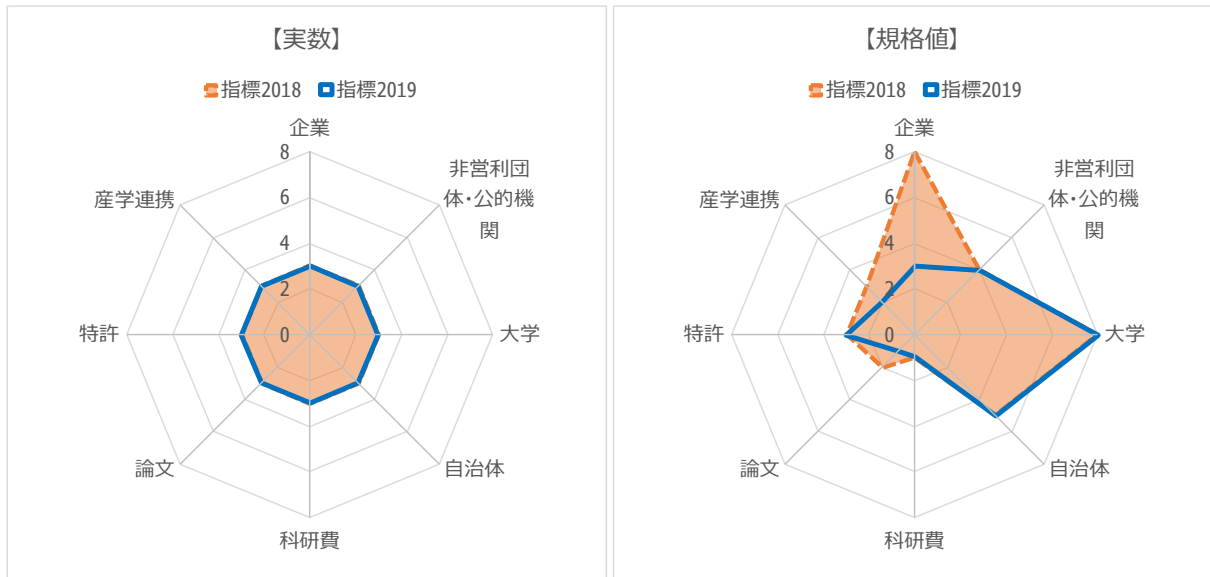 【実数】
指標2018 指標2019
企業
8
非営利団
体・公的機
関
6
4
2
0
大学
自治体
科研費
論文
特許
産学連携
【規格値】
指標2018 指標2019
企業
8
非営利団
体・公的機
関
6
4
2
0
大学
自治体
科研費
論文
特許
産学連携